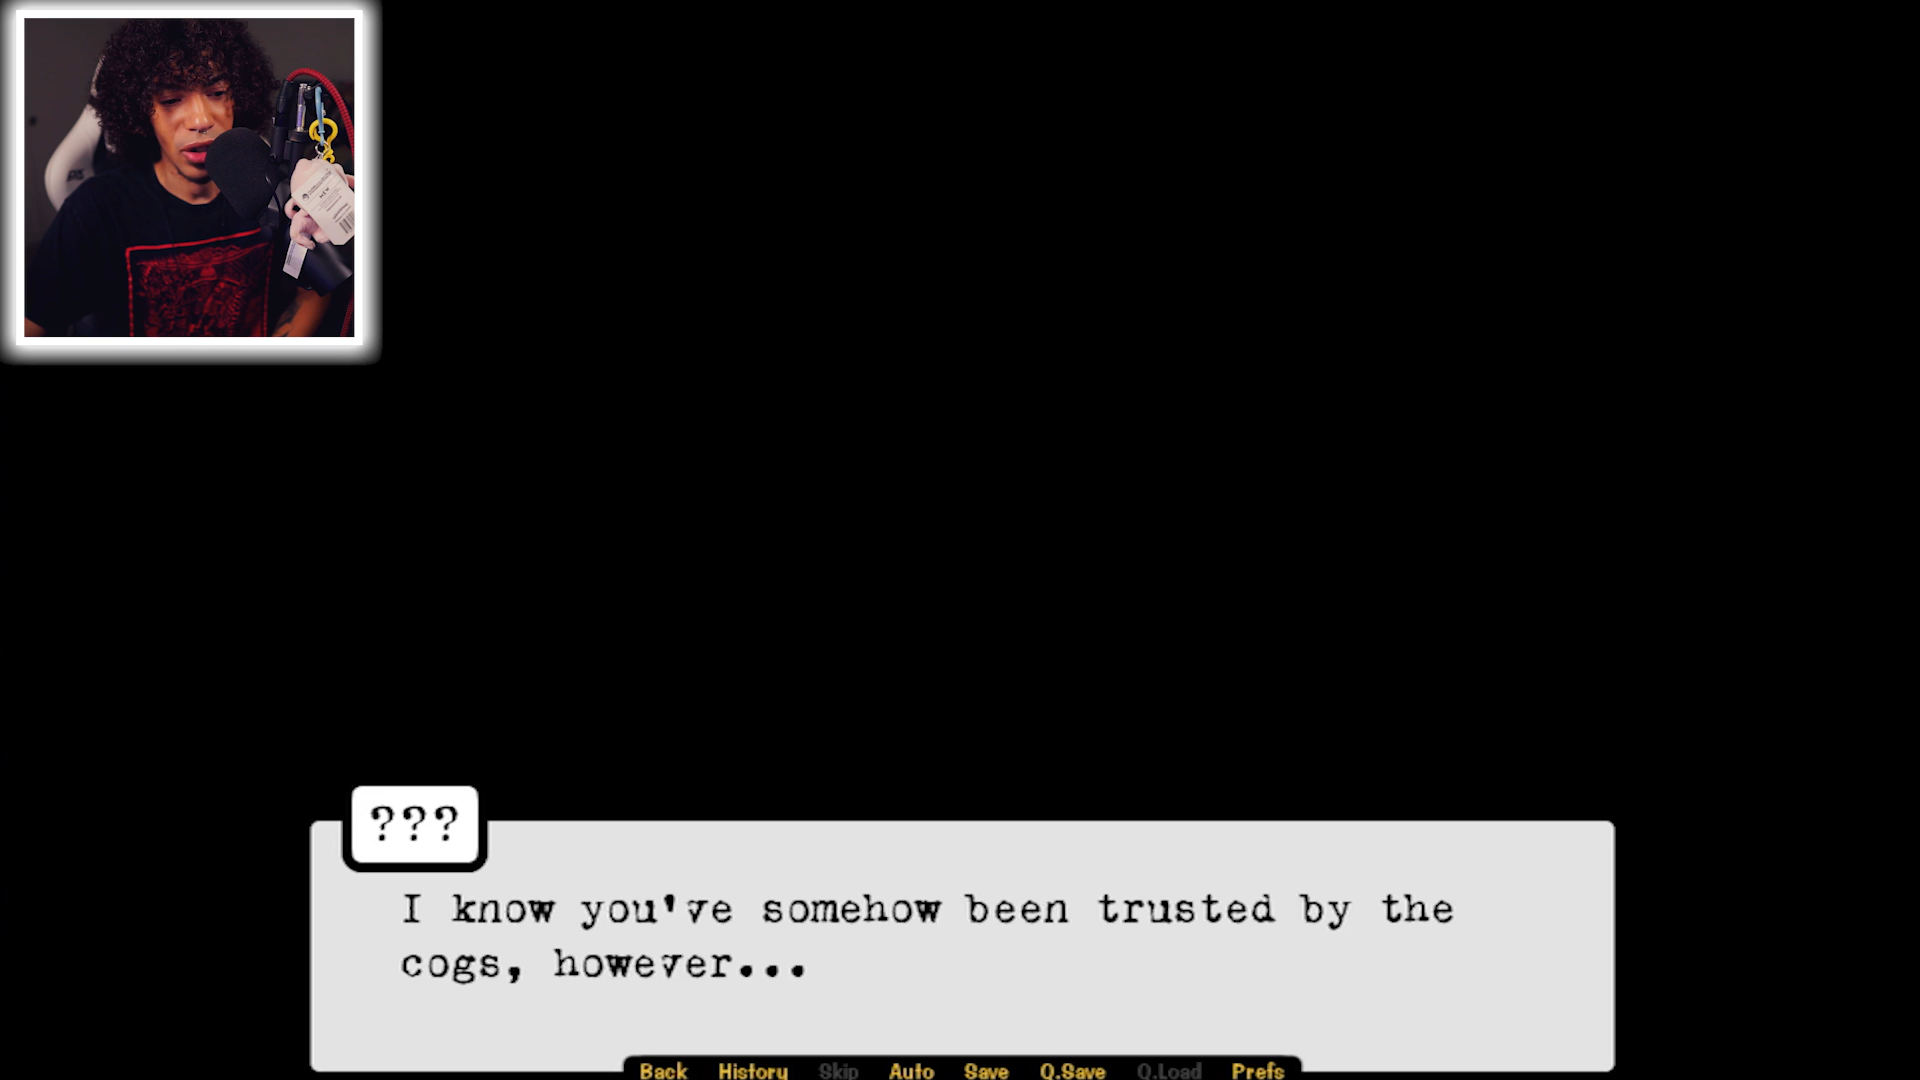 ???
I know you've somehow been trusted by the
cogs, however...
Back History Skip Auto Save Q.Save Q.Load Prefs